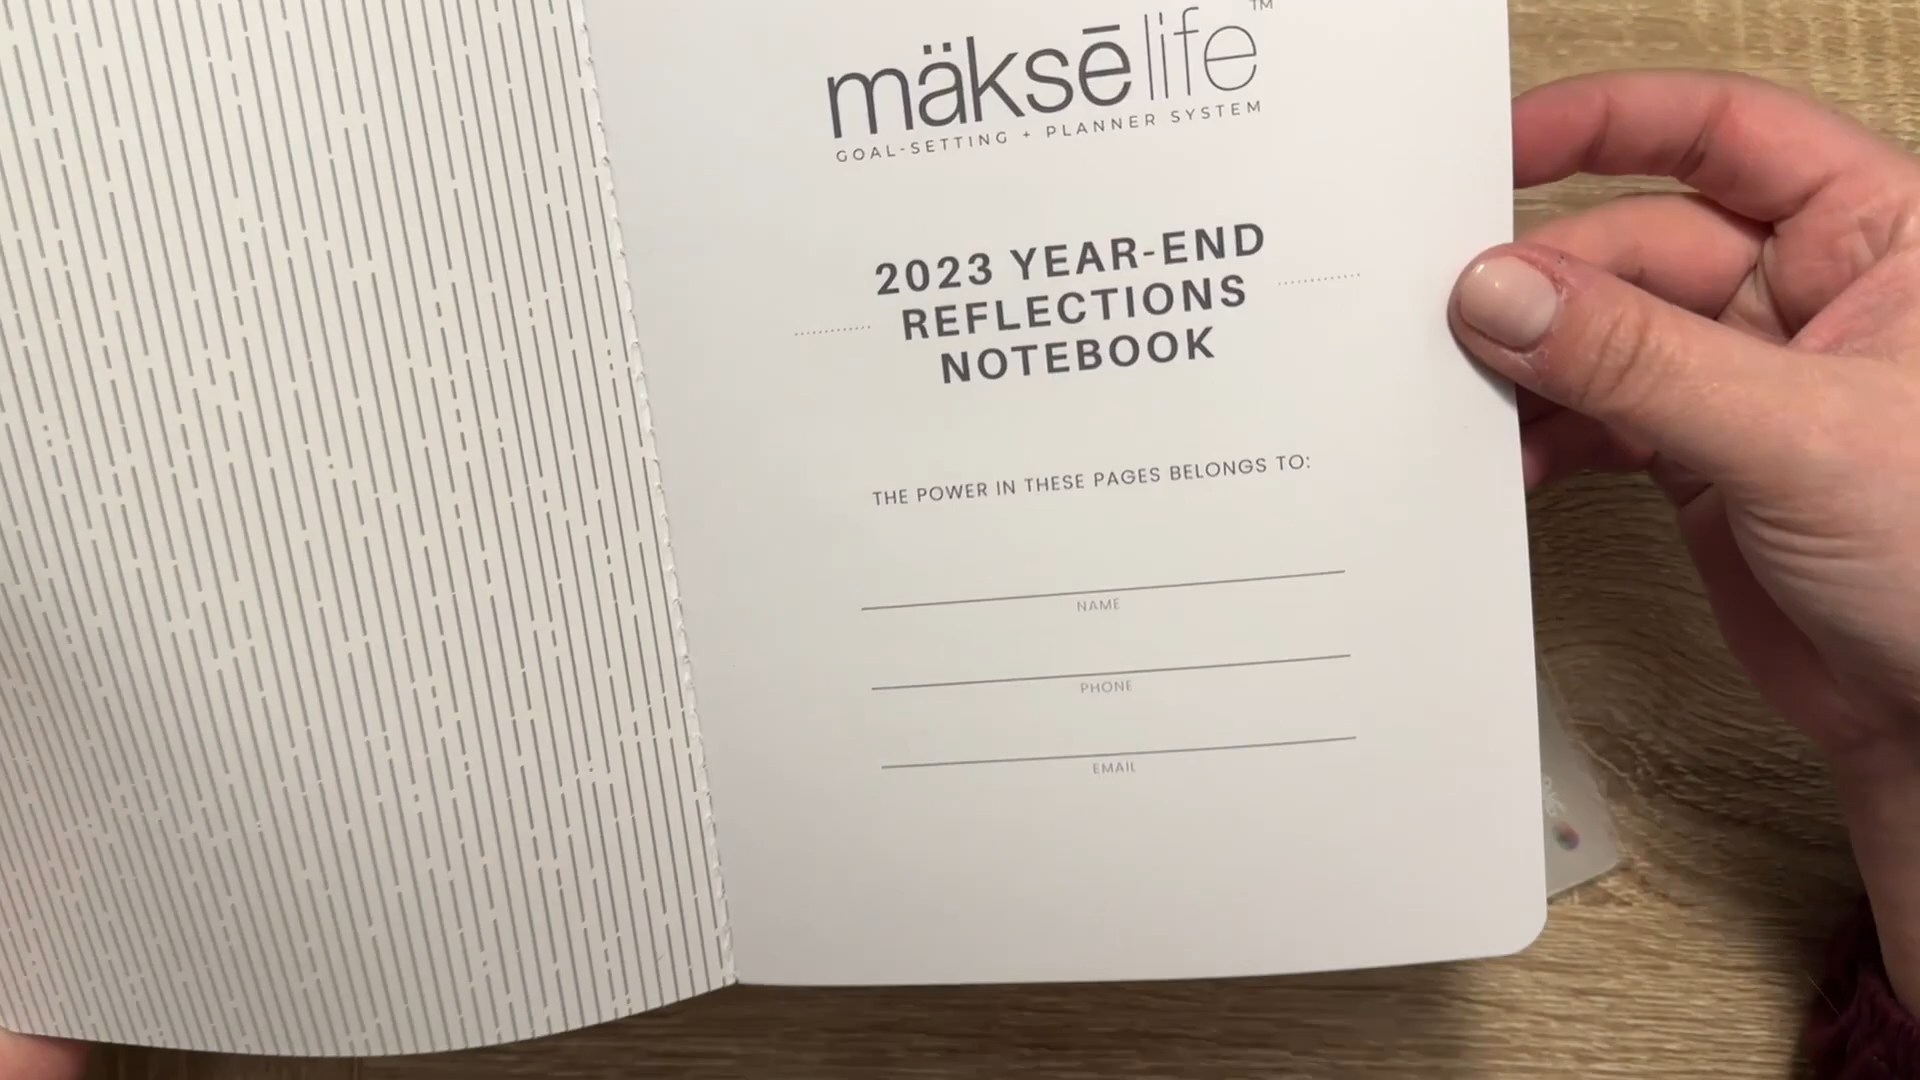 mäksē life™
GOAL-SETTING + PLANNER SYSTEM
2023 YEAR-END
REFLECTIONS
NOTEBOOK
THE POWER IN THESE PAGES BELONGS TO:
NAME
PHONE
EMAIL